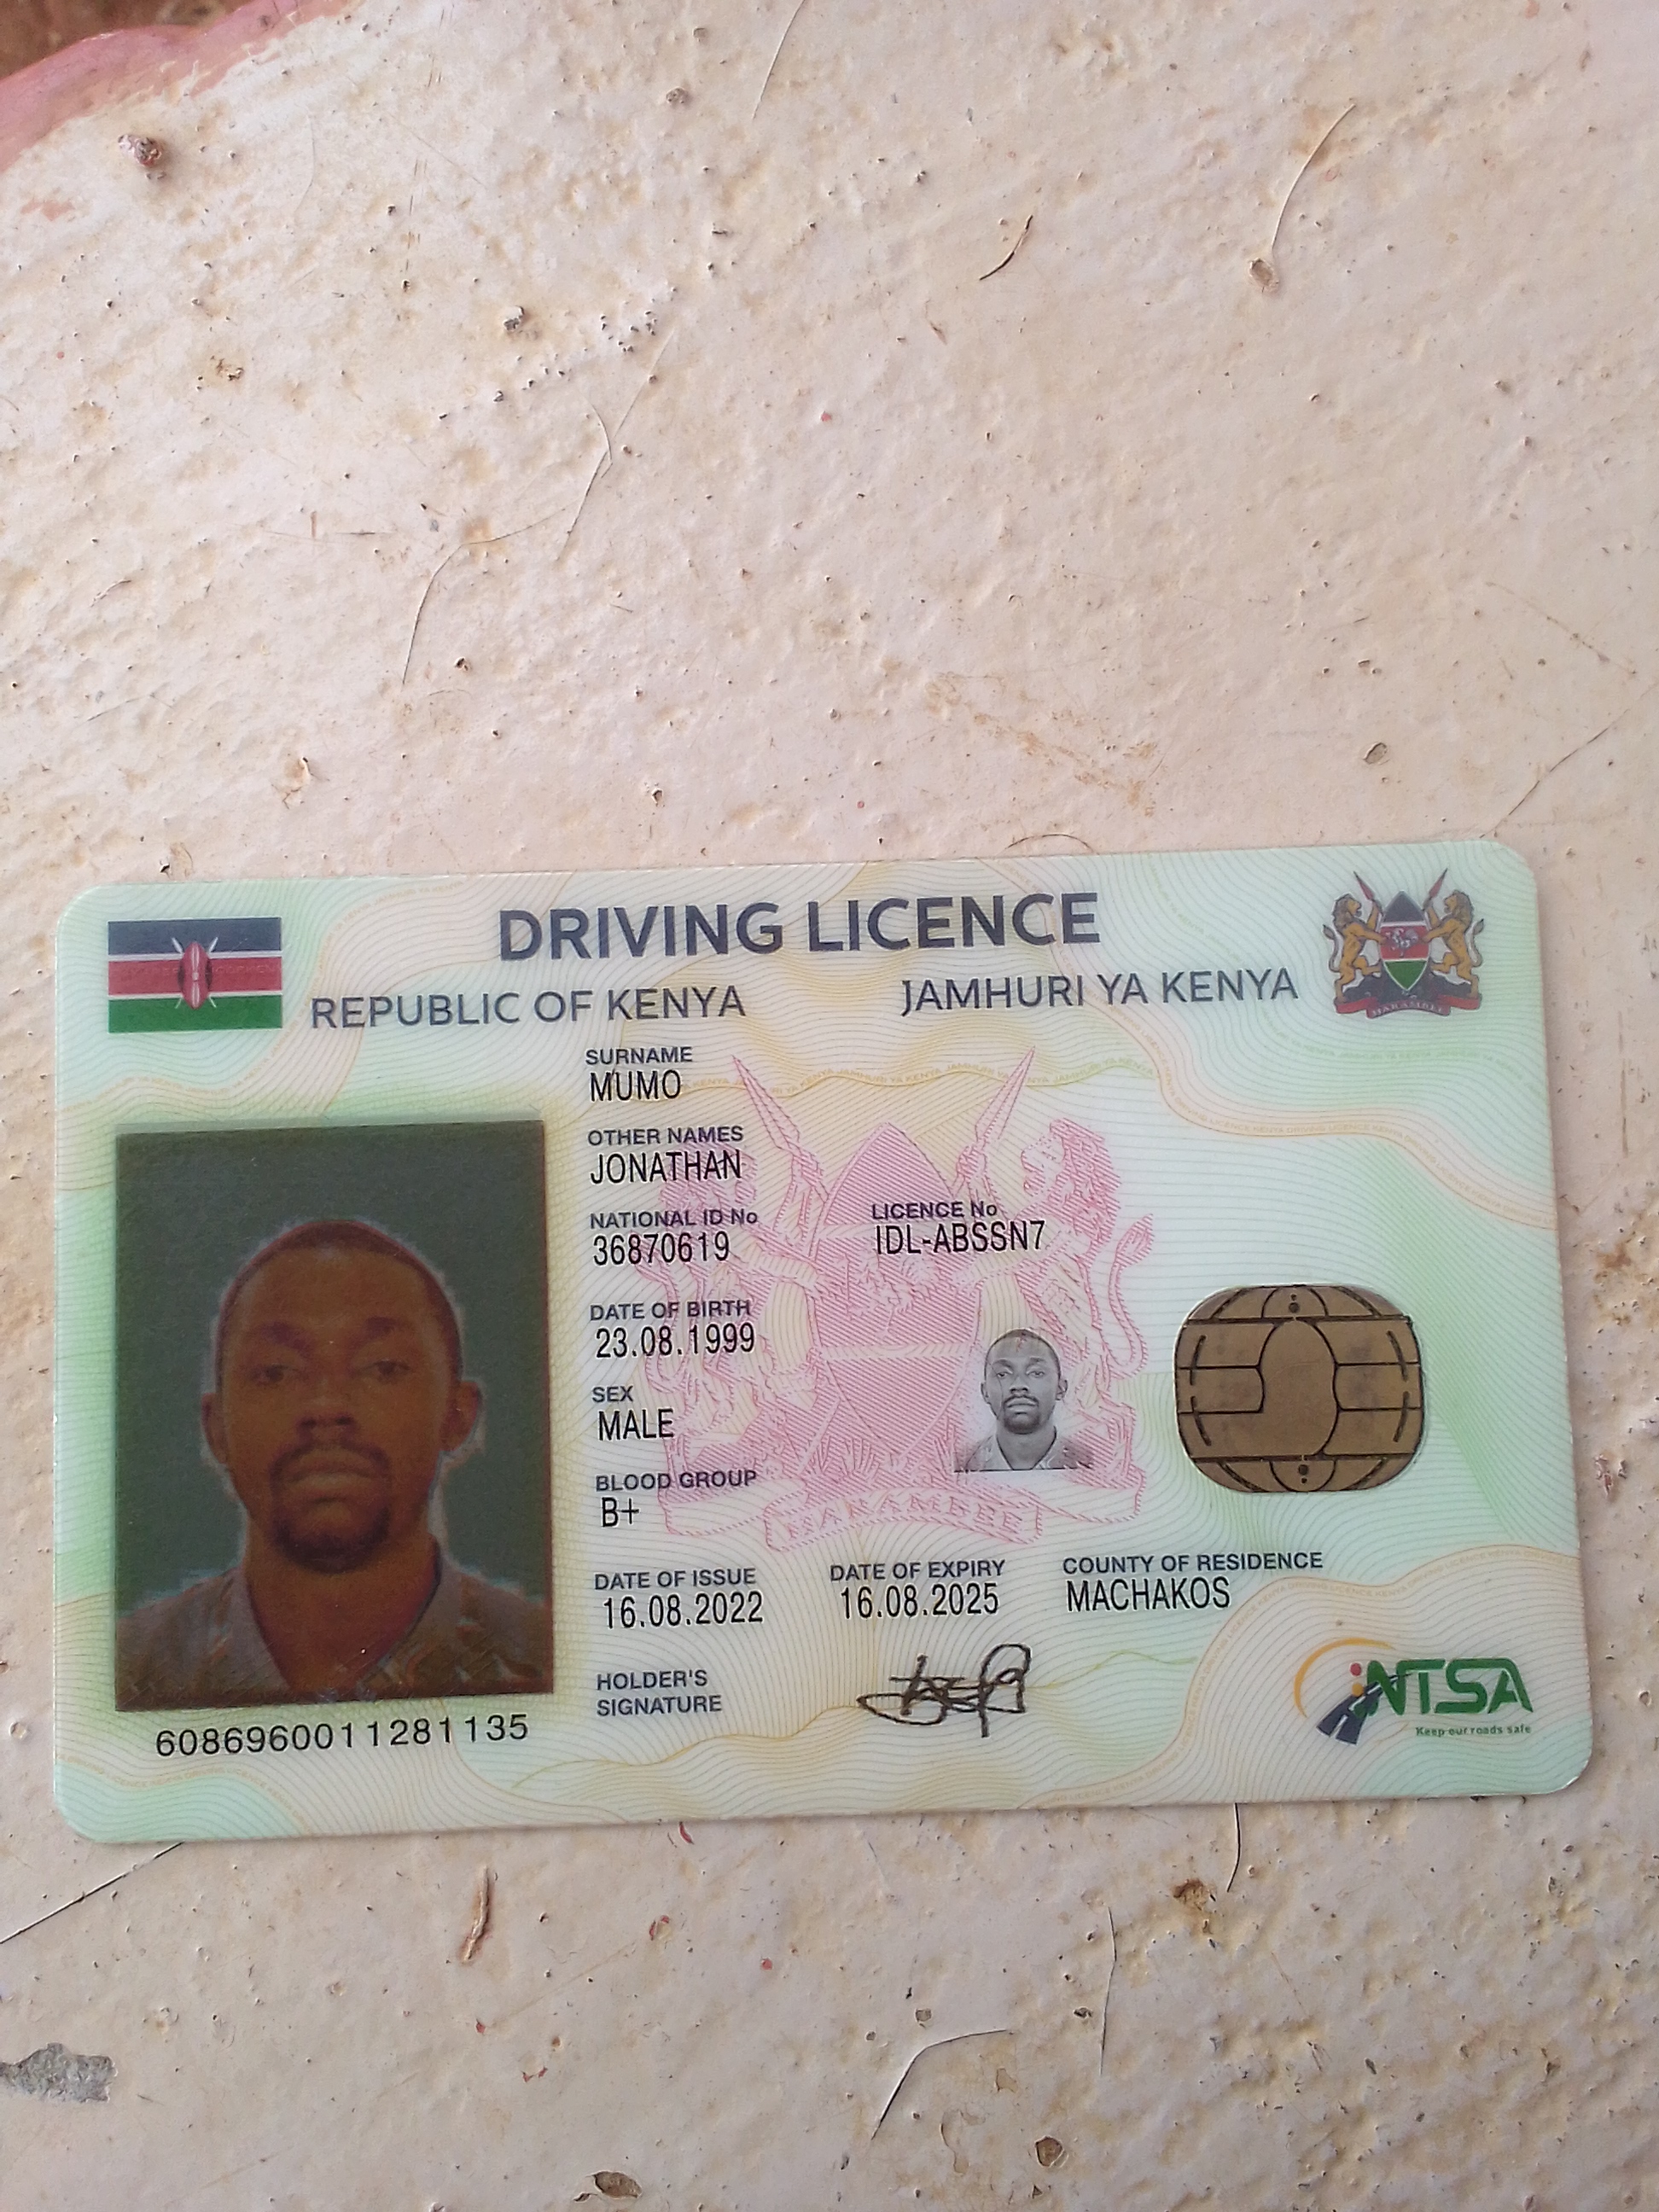 DRIVING LICENCE
REPUBLIC OF KENYA JAMHURI YA KENYA
HARAMBEE
SURNAME
MUMO
OTHER NAMES
JONATHAN
NATIONAL ID No LICENCE No
36870619 IDL-ABSSN7
DATE OF BIRTH
23.08.1999
SEX
MALE
BLOOD GROUP
B+
HARAMBEE
DATE OF ISSUE DATE OF EXPIRY COUNTY OF RESIDENCE
16.08.2022 16.08.2025 MACHAKOS
HOLDER'S
SIGNATURE
NTSA
Keep our roads safe
6086960011281135